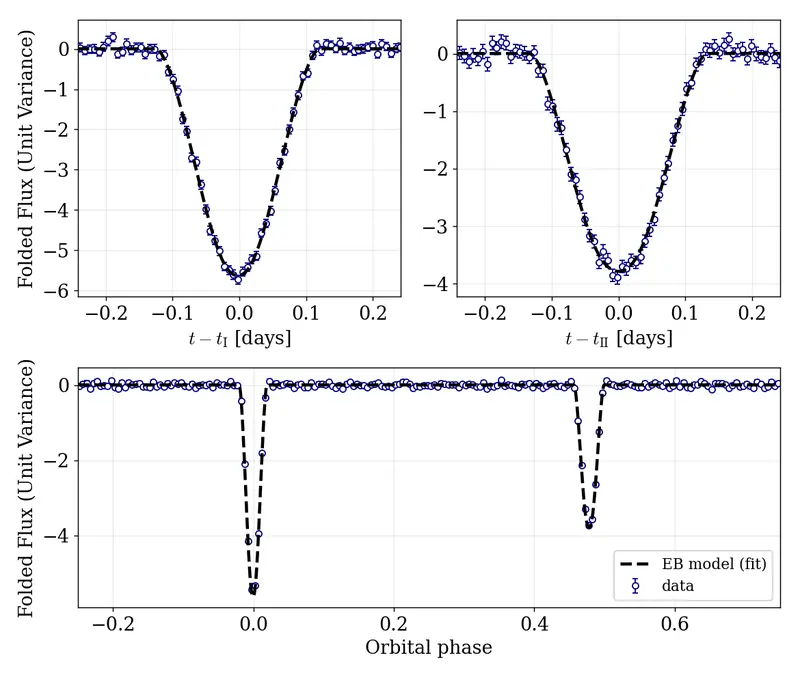 Folded Flux (Unit Variance)
0
−1
−2
−3
−4
−5
−6
−0.2 −0.1 0.0 0.1 0.2
t − tI [days]
0
−1
−2
−3
−4
−0.2 −0.1 0.0 0.1 0.2
t − tII [days]
Folded Flux (Unit Variance)
0
−2
−4
−0.2 0.0 0.2 0.4 0.6
Orbital phase
EB model (fit)
data